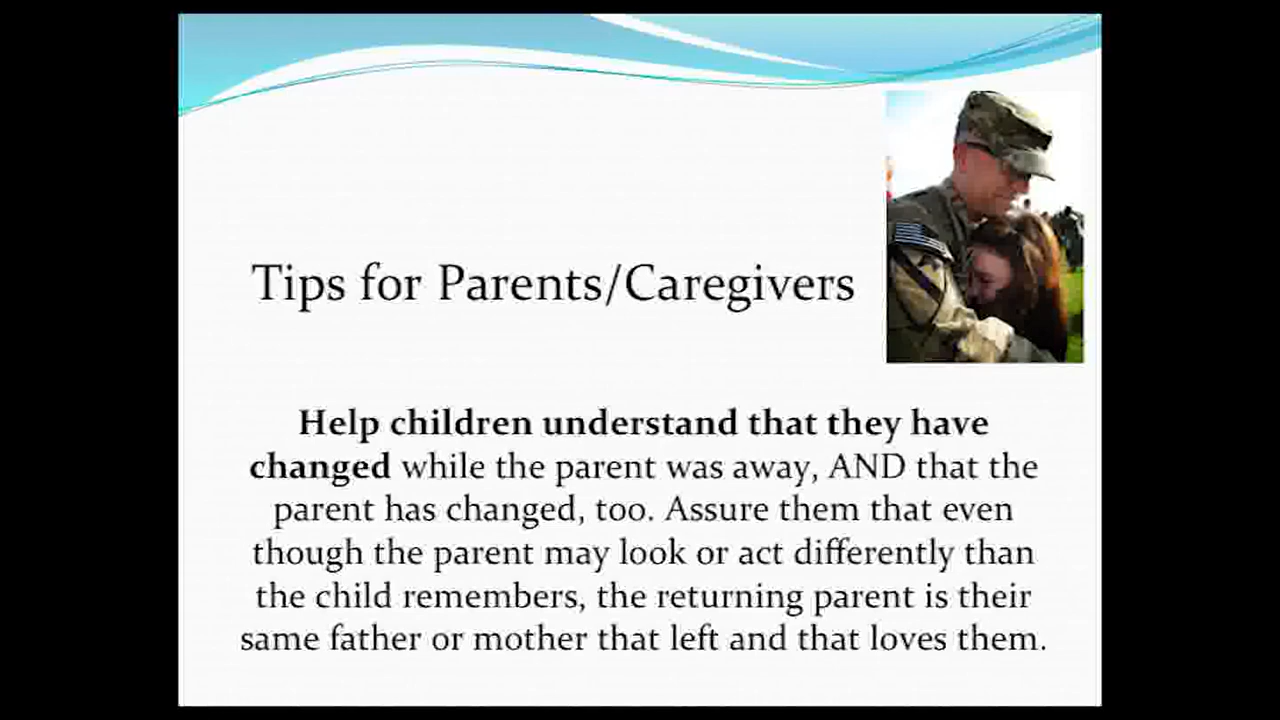 Tips for Parents/Caregivers
Help children understand that they have
changed while the parent was away, AND that the
parent has changed, too. Assure them that even
though the parent may look or act differently than
the child remembers, the returning parent is their
same father or mother that left and that loves them.